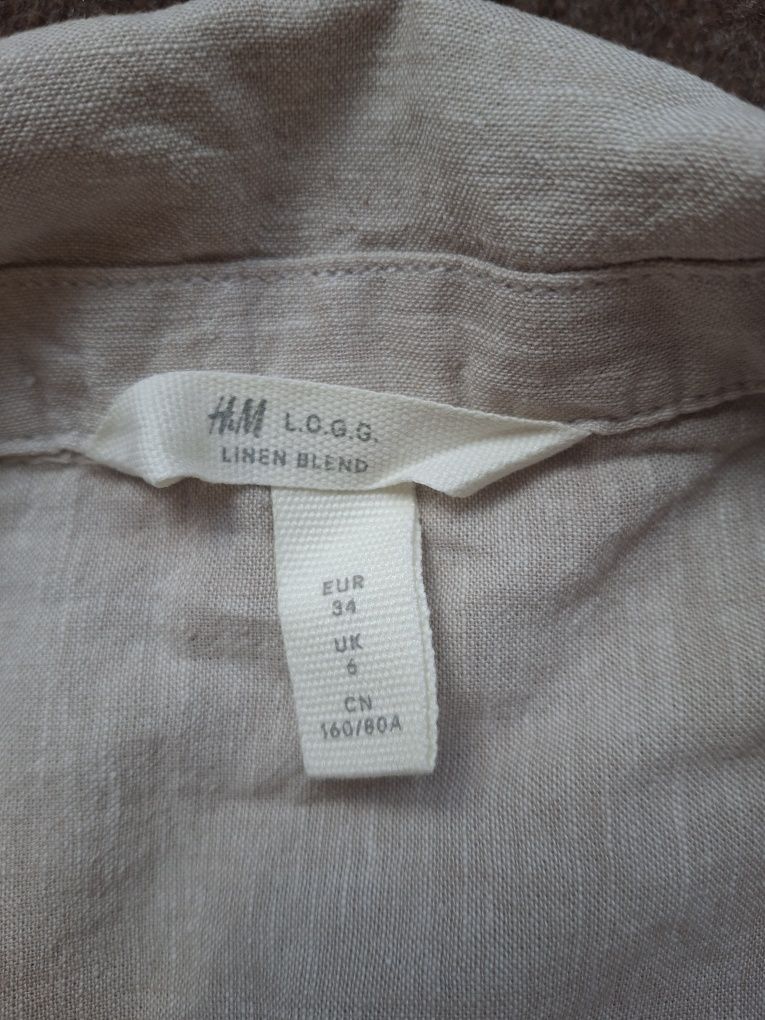 H&M L.O.G.G.
LINEN BLEND
EUR
34
UK
6
CN
160/80A